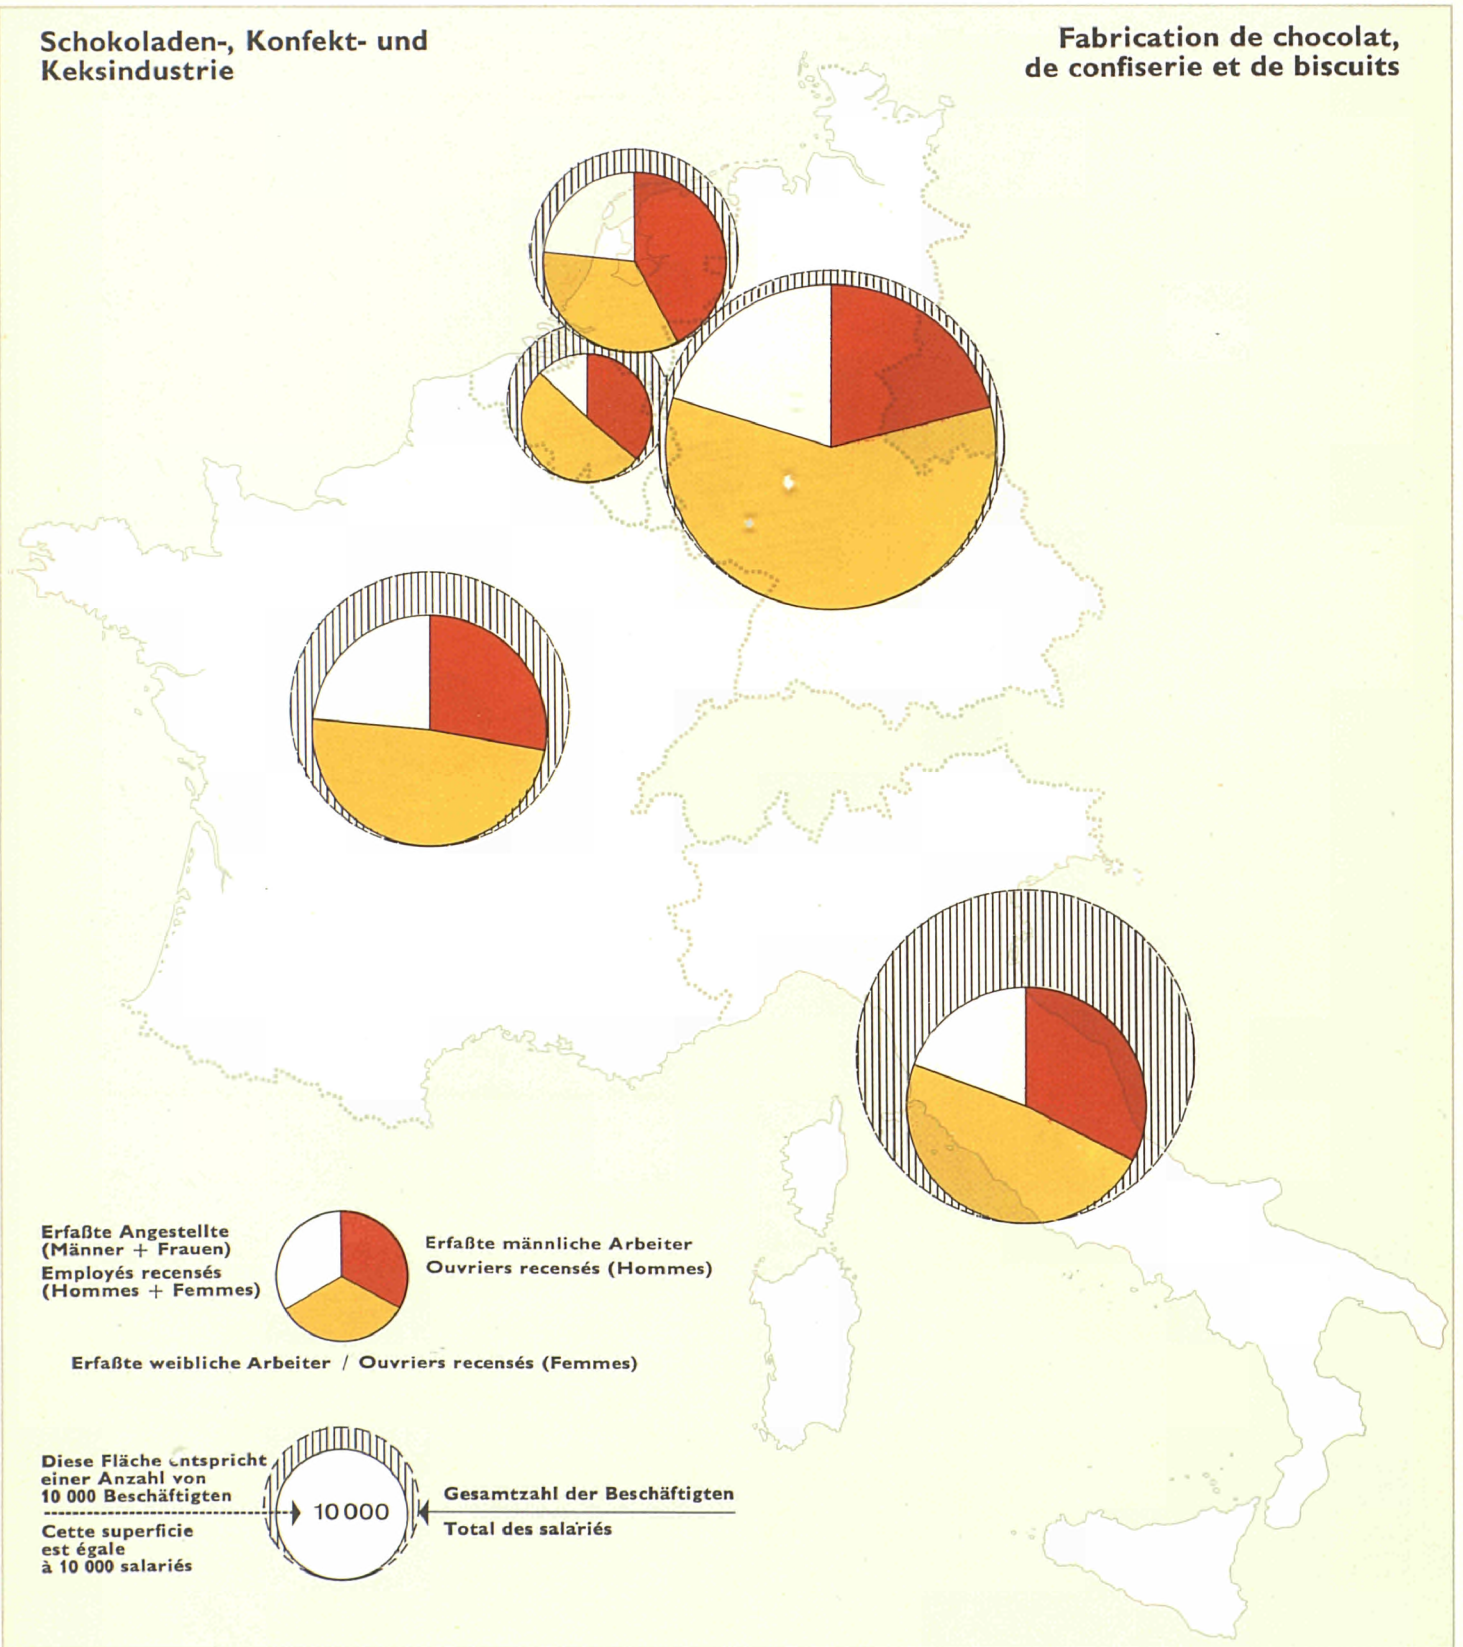 Schokoladen-, Konfekt- und
Keksindustrie
Fabrication de chocolat,
de confiserie et de biscuits
Erfaßte Angestellte
(Männer + Frauen)
Employés recensés
(Hommes + Femmes)
Erfaßte männliche Arbeiter
Ouvriers recensés (Hommes)
Erfaßte weibliche Arbeiter / Ouvriers recensés (Femmes)
Diese Fläche entspricht
einer Anzahl von
10 000 Beschäftigten
Cette superficie
est égale
à 10 000 salariés
10 000
Gesamtzahl der Beschäftigten
Total des salariés